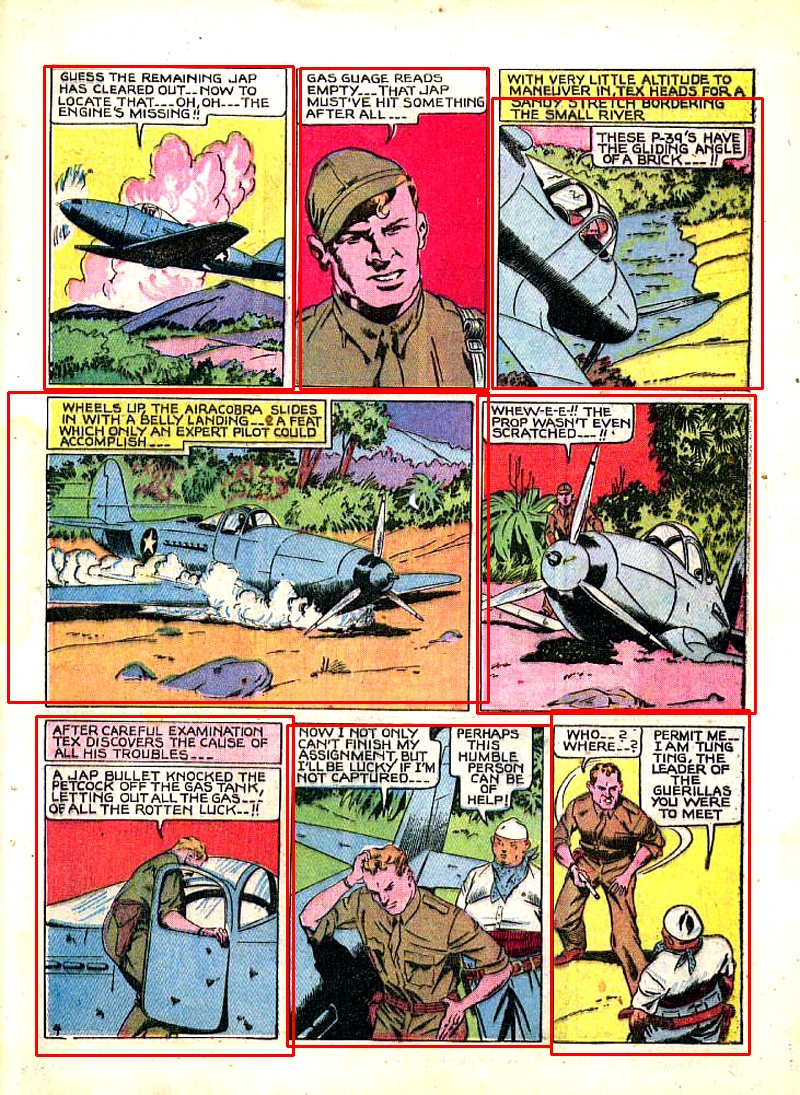 GUESS THE REMAINING JAP
HAS CLEARED OUT--NOW TO
LOCATE THAT---OH, OH---THE
ENGINE'S MISSING!!
GAS GUAGE READS
EMPTY---THAT JAP
MUST'VE HIT SOMETHING
AFTER ALL---
WITH VERY LITTLE ALTITUDE TO
MANEUVER IN, TEX HEADS FOR A
SANDY STRETCH BORDERING
THE SMALL RIVER
THESE P-39'S HAVE
THE GLIDING ANGLE
OF A BRICK---!!
WHEELS UP, THE AIRACOBRA SLIDES
IN WITH A BELLY LANDING---A FEAT
WHICH ONLY AN EXPERT PILOT COULD
ACCOMPLISH---
WHEW-E-E-!! THE
PROP WASN'T EVEN
SCRATCHED---!!
AFTER CAREFUL EXAMINATION
TEX DISCOVERS THE CAUSE OF
ALL HIS TROUBLES---
A JAP BULLET KNOCKED THE
PETCOCK OFF THE GAS TANK,
LETTING OUT ALL THE GAS---
OF ALL THE ROTTEN LUCK--!!
NOW I NOT ONLY
CAN'T FINISH MY
ASSIGNMENT, BUT
I'LL BE LUCKY IF I'M
NOT CAPTURED---
PERHAPS
THIS
HUMBLE
PERSON
CAN BE
OF
HELP!
WHO--?
WHERE--?
PERMIT ME--
I AM TUNG
TING, THE
LEADER OF
THE
GUERILLAS
YOU WERE
TO MEET
4